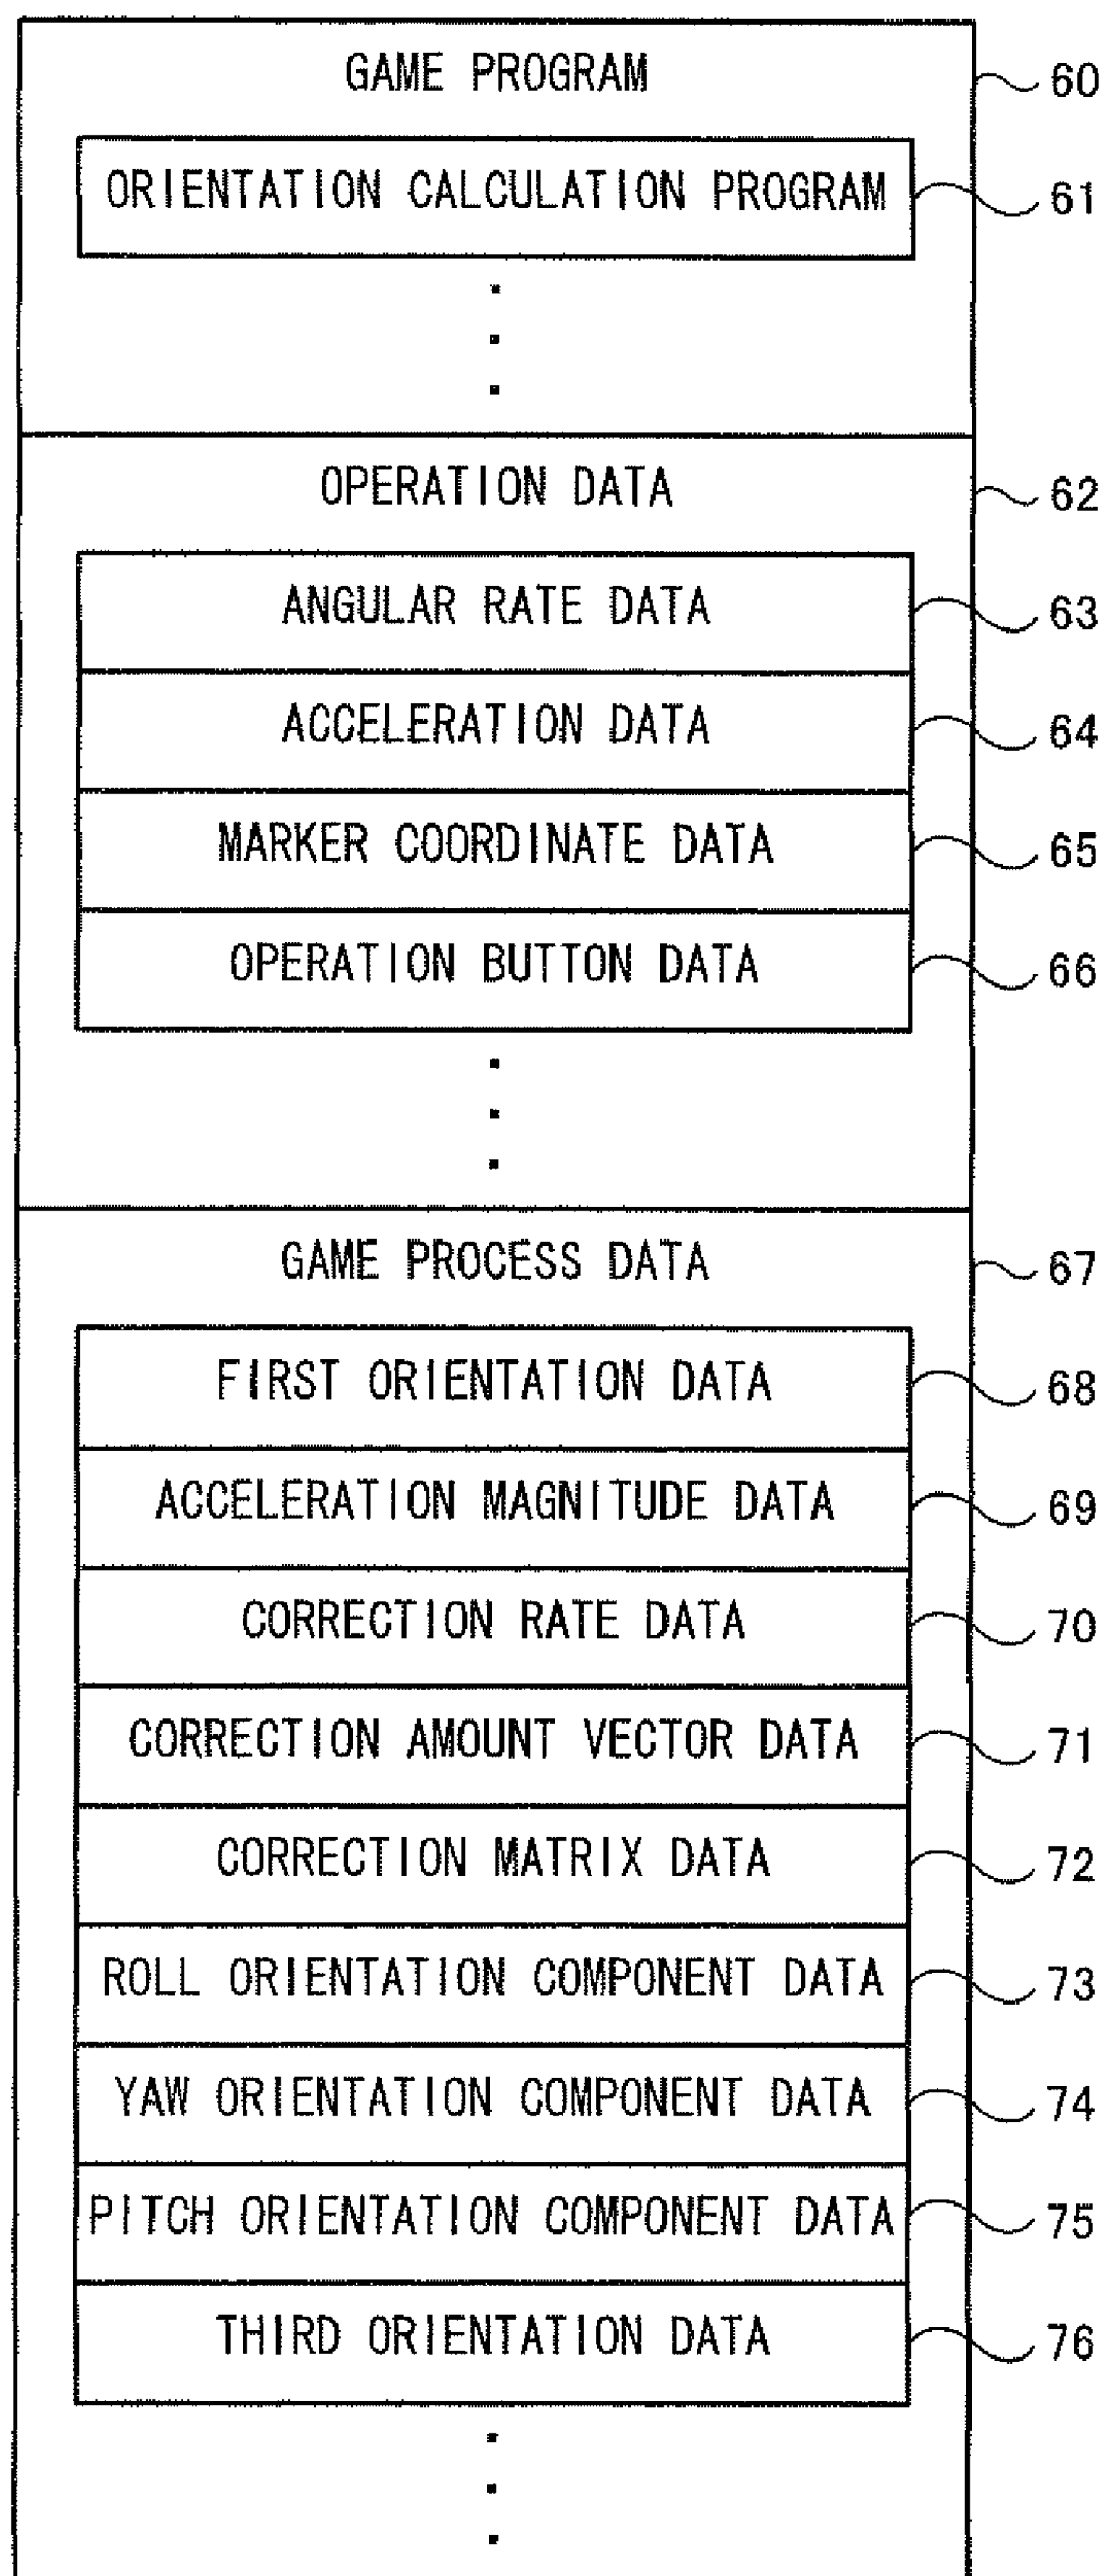 GAME PROGRAM 60
ORIENTATION CALCULATION PROGRAM 61
OPERATION DATA 62
ANGULAR RATE DATA 63
ACCELERATION DATA 64
MARKER COORDINATE DATA 65
OPERATION BUTTON DATA 66
GAME PROCESS DATA 67
FIRST ORIENTATION DATA 68
ACCELERATION MAGNITUDE DATA 69
CORRECTION RATE DATA 70
CORRECTION AMOUNT VECTOR DATA 71
CORRECTION MATRIX DATA 72
ROLL ORIENTATION COMPONENT DATA 73
YAW ORIENTATION COMPONENT DATA 74
PITCH ORIENTATION COMPONENT DATA 75
THIRD ORIENTATION DATA 76